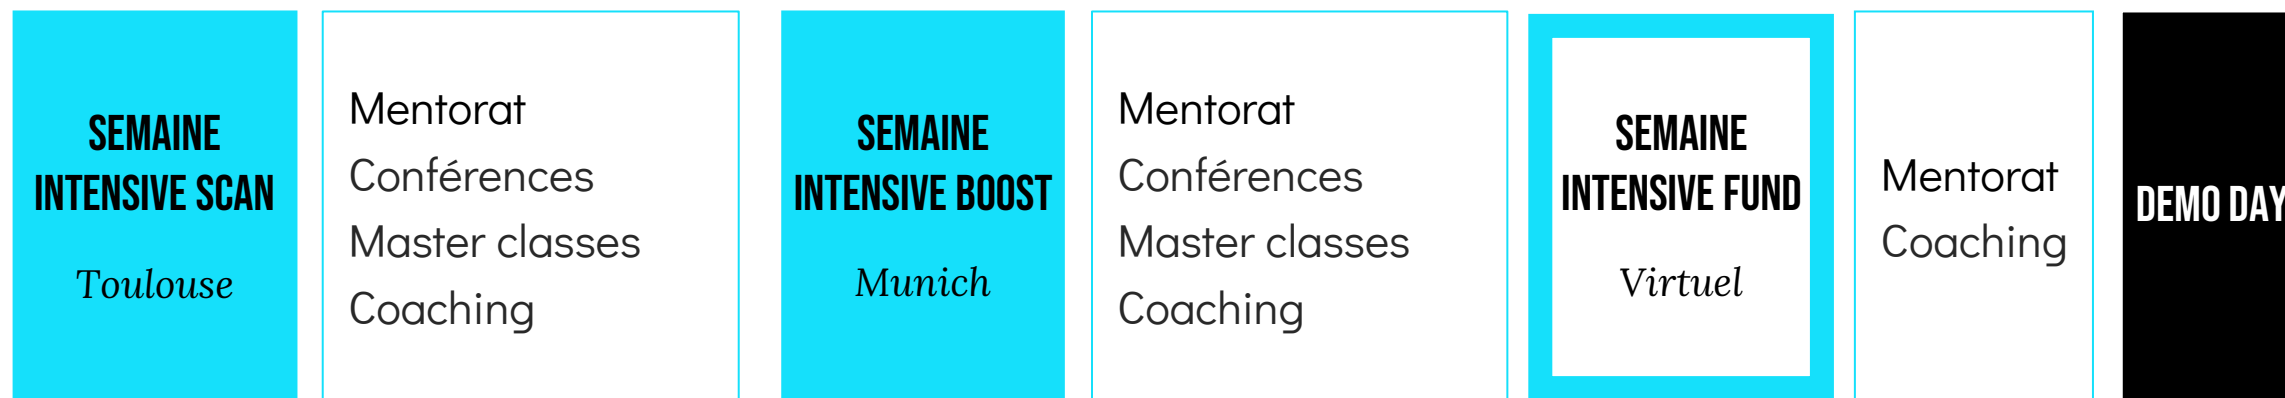 SEMAINE
INTENSIVE SCAN
Toulouse
Mentorat
Conférences
Master classes
Coaching
SEMAINE
INTENSIVE BOOST
Munich
Mentorat
Conférences
Master classes
Coaching
SEMAINE
INTENSIVE FUND
Virtuel
Mentorat
Coaching
DEMO DAY